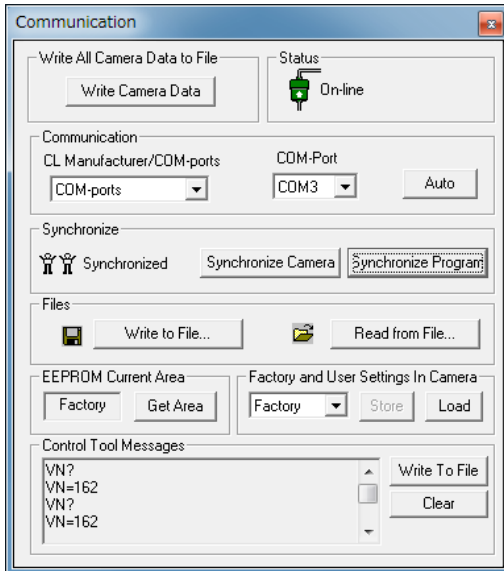 Communication
Write All Camera Data to File
Status
Write Camera Data
On-line
Communication
CL Manufacturer/COM-ports
COM-Port
COM-ports
COM3
Auto
Synchronize
Synchronized
Synchronize Camera
Synchronize Program
Files
Write to File...
Read from File...
EEPROM Current Area
Factory and User Settings In Camera
Factory
Get Area
Factory
Store
Load
Control Tool Messages
VN?
VN=162
VN?
VN=162
Write To File
Clear